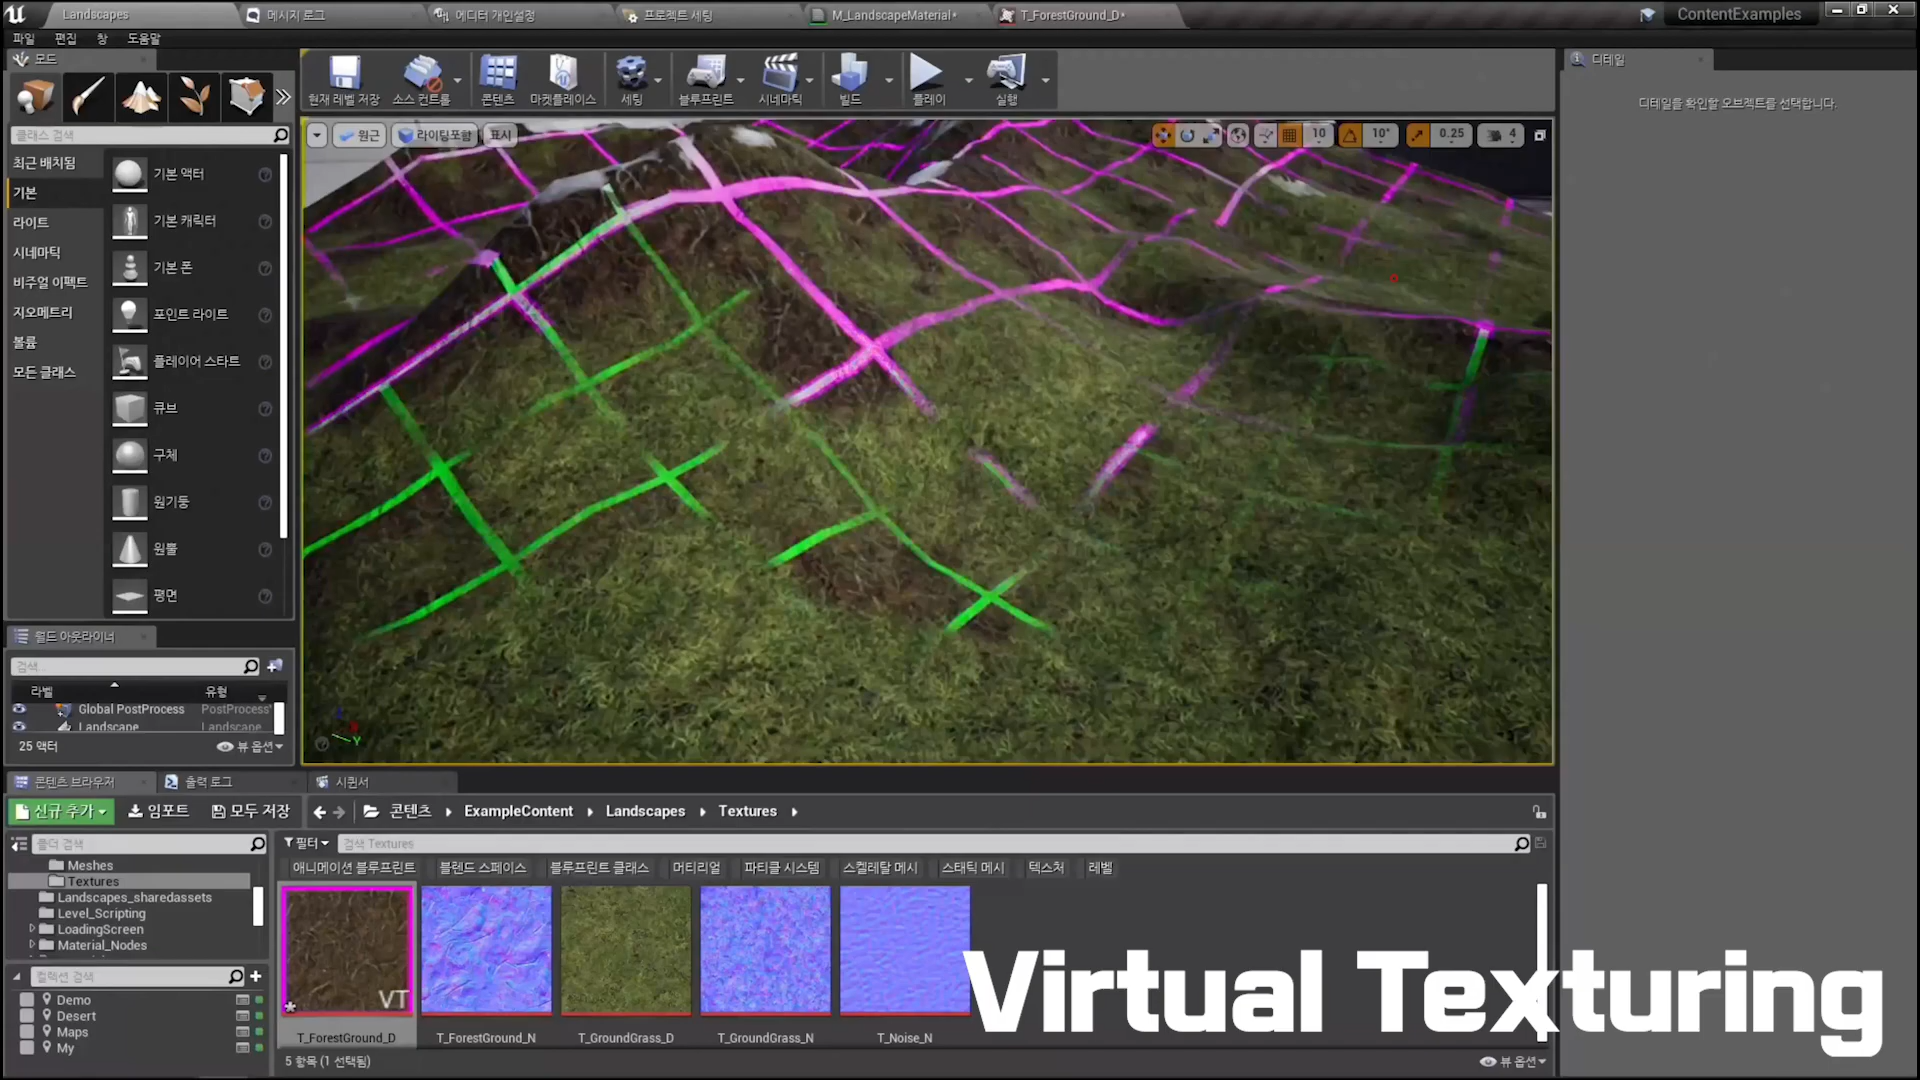 Landscapes
메시지 로그
에디터 개인설정
프로젝트 세팅
M_LandscapeMaterial*
T_ForestGround_D*
ContentExamples
파일 편집 창 도움말
모드
클래스 검색
최근 배치됨
기본
라이트
시네마틱
비주얼 이펙트
지오메트리
볼륨
모든 클래스
기본 액터
기본 캐릭터
기본 폰
포인트 라이트
플레이어 스타트
큐브
구체
원기둥
원뿔
평면
현재 레벨 저장
소스 컨트롤
콘텐츠
마켓플레이스
세팅
블루프린트
시네마틱
빌드
플레이
실행
원근
라이팅포함
표시
10
10°
0.25
4
디테일
디테일을 확인할 오브젝트를 선택합니다.
월드 아웃라이너
검색..
라벨 유형
Global PostProcess PostProcess
Landscape Landscape
25 액터
뷰 옵션
Y
콘텐츠 브라우저
출력 로그
시퀀서
신규 추가
임포트
모두 저장
콘텐츠 ExampleContent Landscapes Textures
폴더 검색
필터
검색 Textures
애니메이션 블루프린트 블렌드 스페이스 블루프린트 클래스 머티리얼 파티클 시스템 스켈레탈 메시 스태틱 메시 텍스처 레벨
Meshes
Textures
Landscapes_sharedassets
Level_Scripting
LoadingScreen
Material_Nodes
컬렉션 검색
Demo
Desert
Maps
My
VT
T_ForestGround_D
T_ForestGround_N
T_GroundGrass_D
T_GroundGrass_N
T_Noise_N
5 항목 (1 선택됨)
뷰 옵션
Virtual Texturing